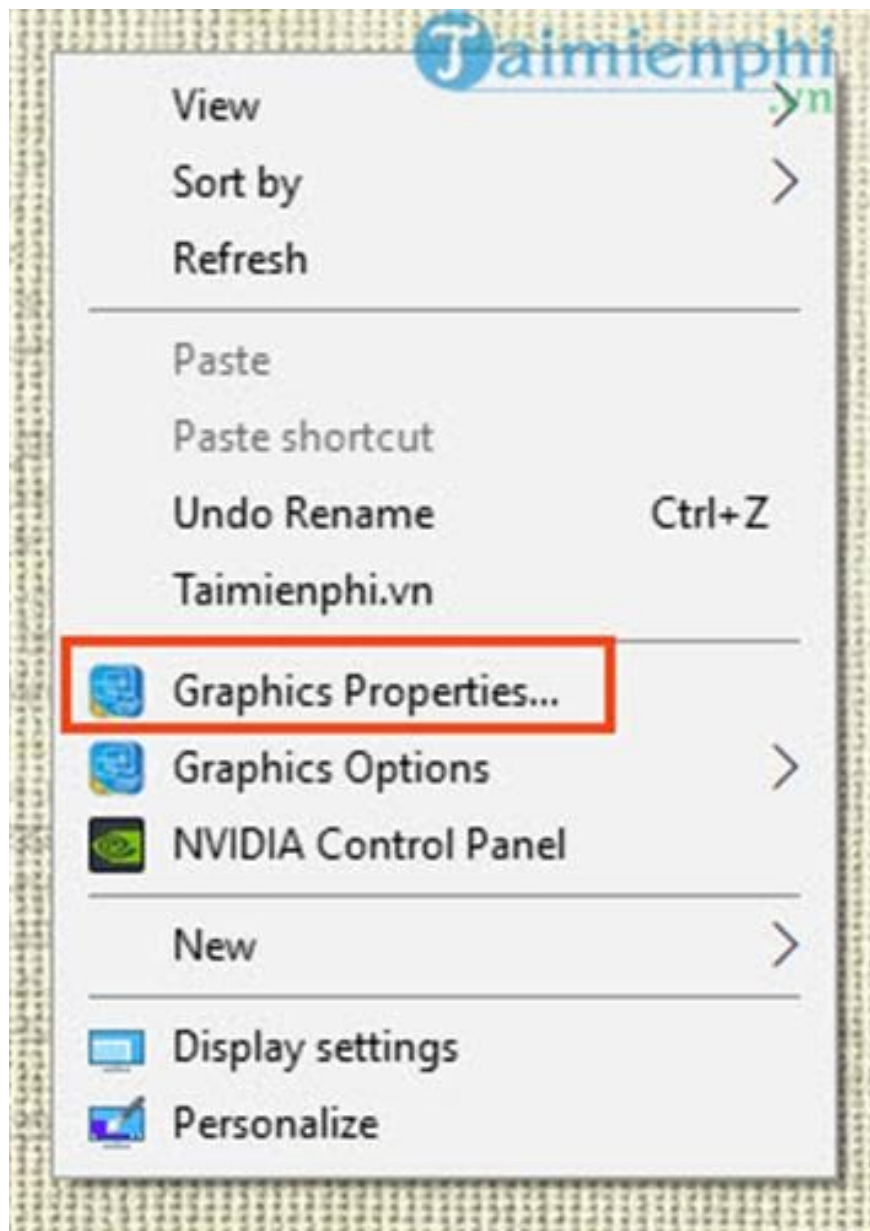 Taimienphi
.vn
View
Sort by
Refresh
Paste
Paste shortcut
Undo Rename Ctrl+Z
Taimienphi.vn
Graphics Properties...
Graphics Options
NVIDIA Control Panel
New
Display settings
Personalize